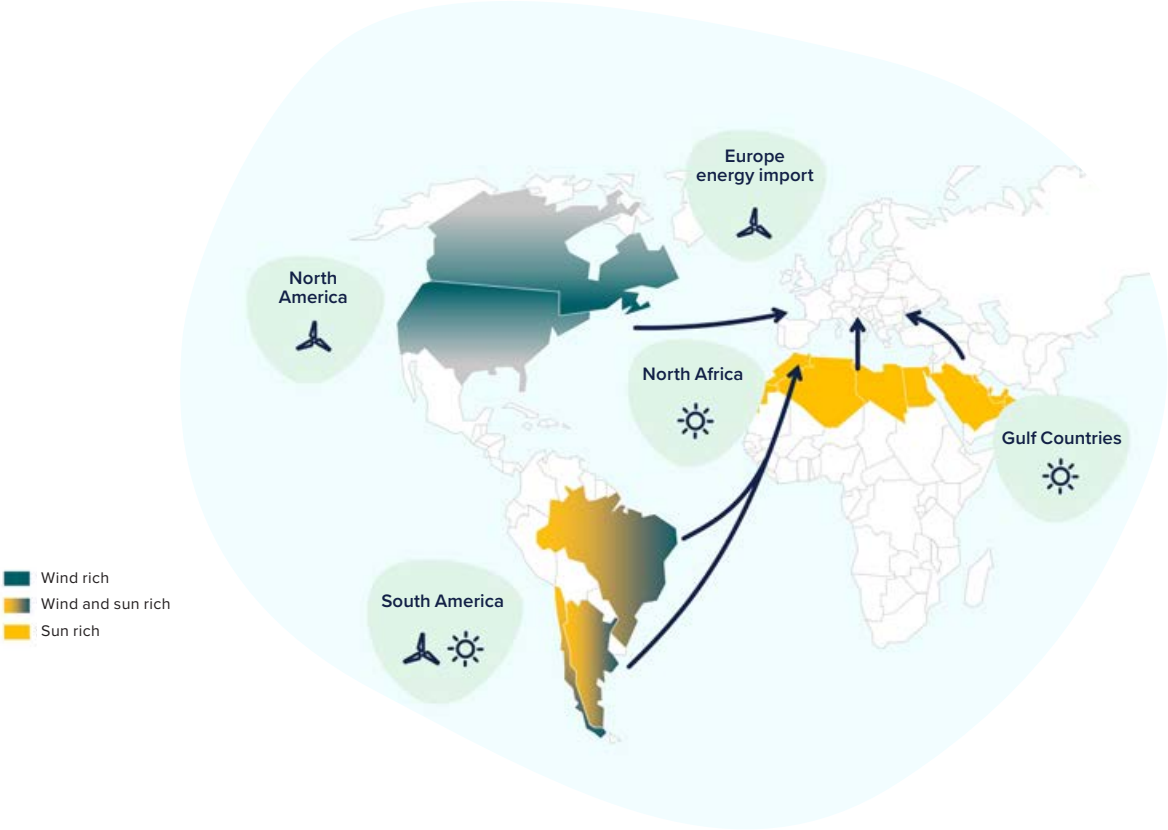 Europe
energy import
North
America
North Africa
Gulf Countries
South America
Wind rich
Wind and sun rich
Sun rich